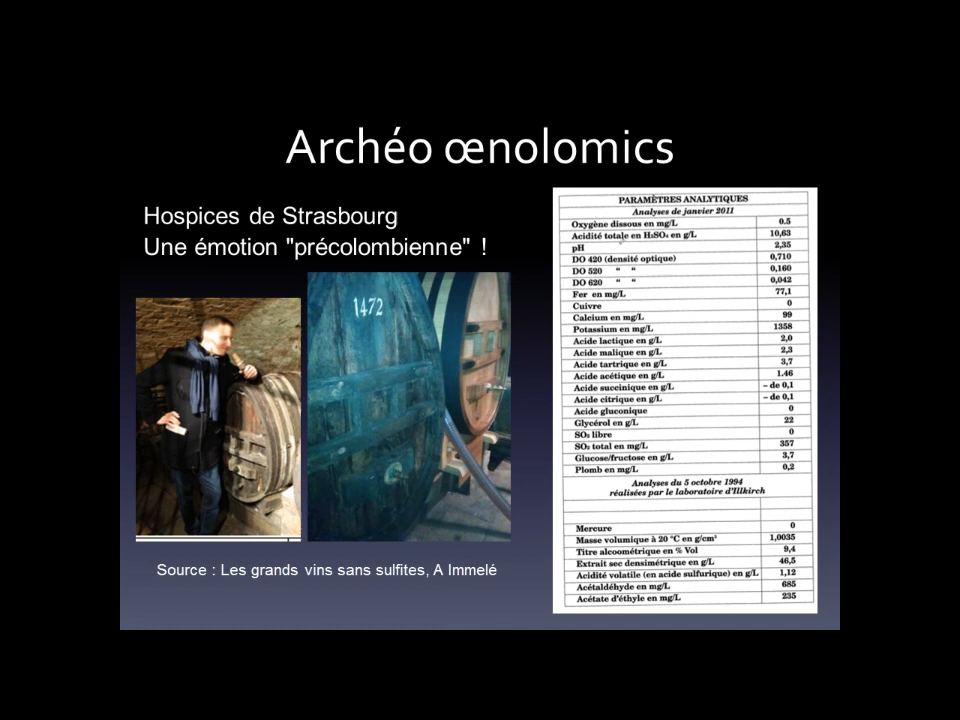 Archéo œnolomics
Hospices de Strasbourg
Une émotion "précolombienne" !
1472
Source : Les grands vins sans sulfites, A Immelé
PARAMÈTRES ANALYTIQUES
Analyses de janvier 2011
Oxygène dissous en mg/L 0.5
Acidité totale en H₂SO₄ en g/L 10,63
pH 2,35
DO 420 (densité optique) 0,710
DO 520 “ “ 0,160
DO 620 “ “ 0,042
Fer en mg/L 77,1
Cuivre 0
Calcium en mg/L 99
Potassium en mg/L 1358
Acide lactique en g/L 2,0
Acide malique en g/L 2,3
Acide tartrique en g/L 3,7
Acide acétique en g/L 1.46
Acide succinique en g/L – de 0,1
Acide citrique en g/L – de 0,1
Acide gluconique 0
Glycérol en g/L 22
SO₂ libre 0
SO₂ total en mg/L 357
Glucose/fructose en g/L 3,7
Plomb en mg/L 0,2
Analyses du 5 octobre 1994
réalisées par le laboratoire d'Illkirch
Mercure 0
Masse volumique à 20 °C en g/cm³ 1,0035
Titre alcoométrique en % Vol 9,4
Extrait sec densimétrique en g/L 46,5
Acidité volatile (en acide sulfurique) en g/L 1,12
Acétaldéhyde en mg/L 685
Acétate d'éthyle en mg/L 235